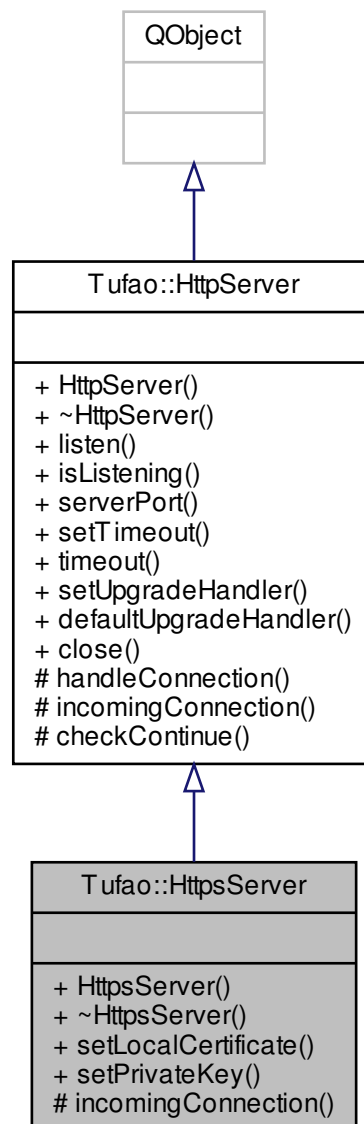 QObject
Tufao::HttpServer
+ HttpServer()
+ ~HttpServer()
+ listen()
+ isListening()
+ serverPort()
+ setTimeout()
+ timeout()
+ setUpgradeHandler()
+ defaultUpgradeHandler()
+ close()
# handleConnection()
# incomingConnection()
# checkContinue()
Tufao::HttpsServer
+ HttpsServer()
+ ~HttpsServer()
+ setLocalCertificate()
+ setPrivateKey()
# incomingConnection()